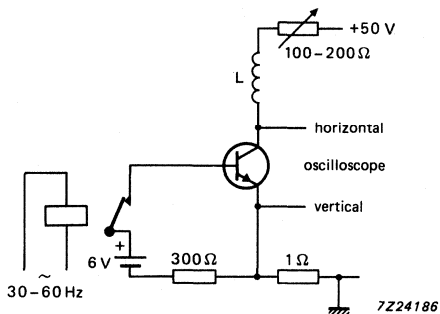 +50 V
100–200Ω
L
horizontal
oscilloscope
vertical
+
6 V
300Ω
1Ω
~
30–60 Hz
7Z24186